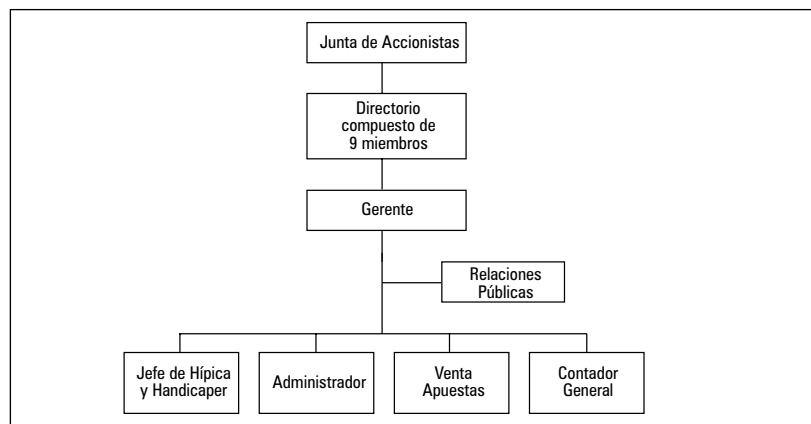 Junta de Accionistas
Directorio
compuesto de
9 miembros
Gerente
Relaciones
Públicas
Jefe de Hípica
y Handicaper
Administrador
Venta
Apuestas
Contador
General